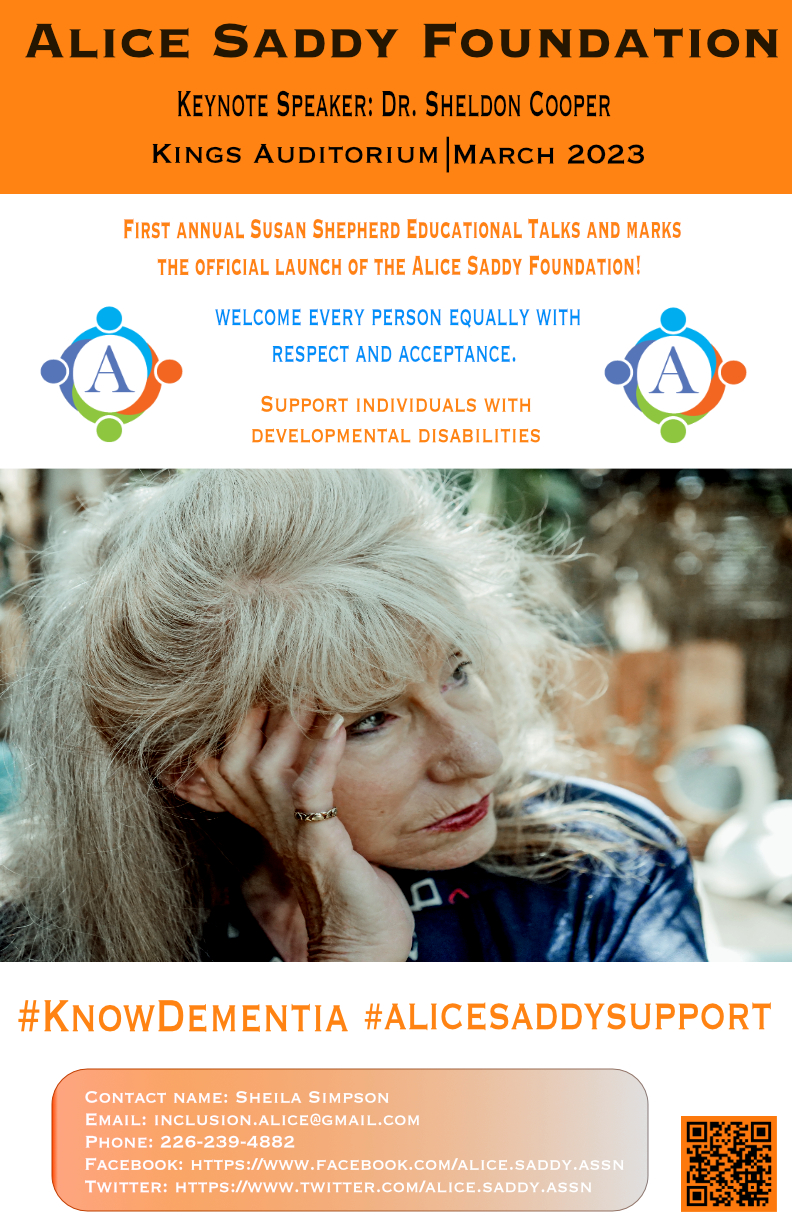 Alice Saddy Foundation
Keynote Speaker: Dr. Sheldon Cooper
Kings Auditorium|March 2023
First annual Susan Shepherd Educational Talks and marks
the official launch of the Alice Saddy Foundation!
welcome every person equally with
respect and acceptance.
A
A
Support individuals with
developmental disabilities
#KnowDementia #alicesaddysupport
Contact name: Sheila Simpson
Email: inclusion.alice@gmail.com
Phone: 226-239-4882
Facebook: https://www.facebook.com/alice.saddy.assn
Twitter: https://www.twitter.com/alice.saddy.assn